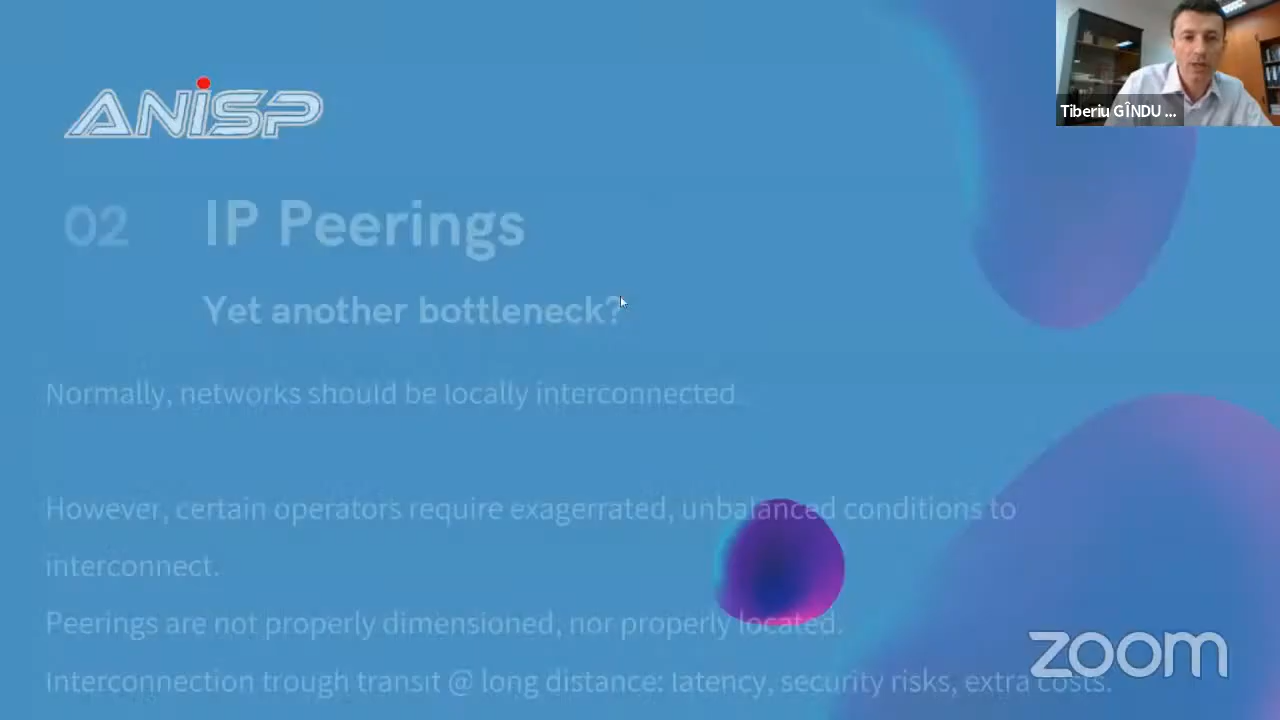 Tiberiu GÎNDU ...
ANiSP
02 IP Peerings
Yet another bottleneck?
Normally, networks should be locally interconnected
However, certain operators require exagerrated, unbalanced conditions to
interconnect.
Peerings are not properly dimensioned, nor properly located.
Interconnection trough transit @ long distance: latency, security risks, extra costs.
zoom